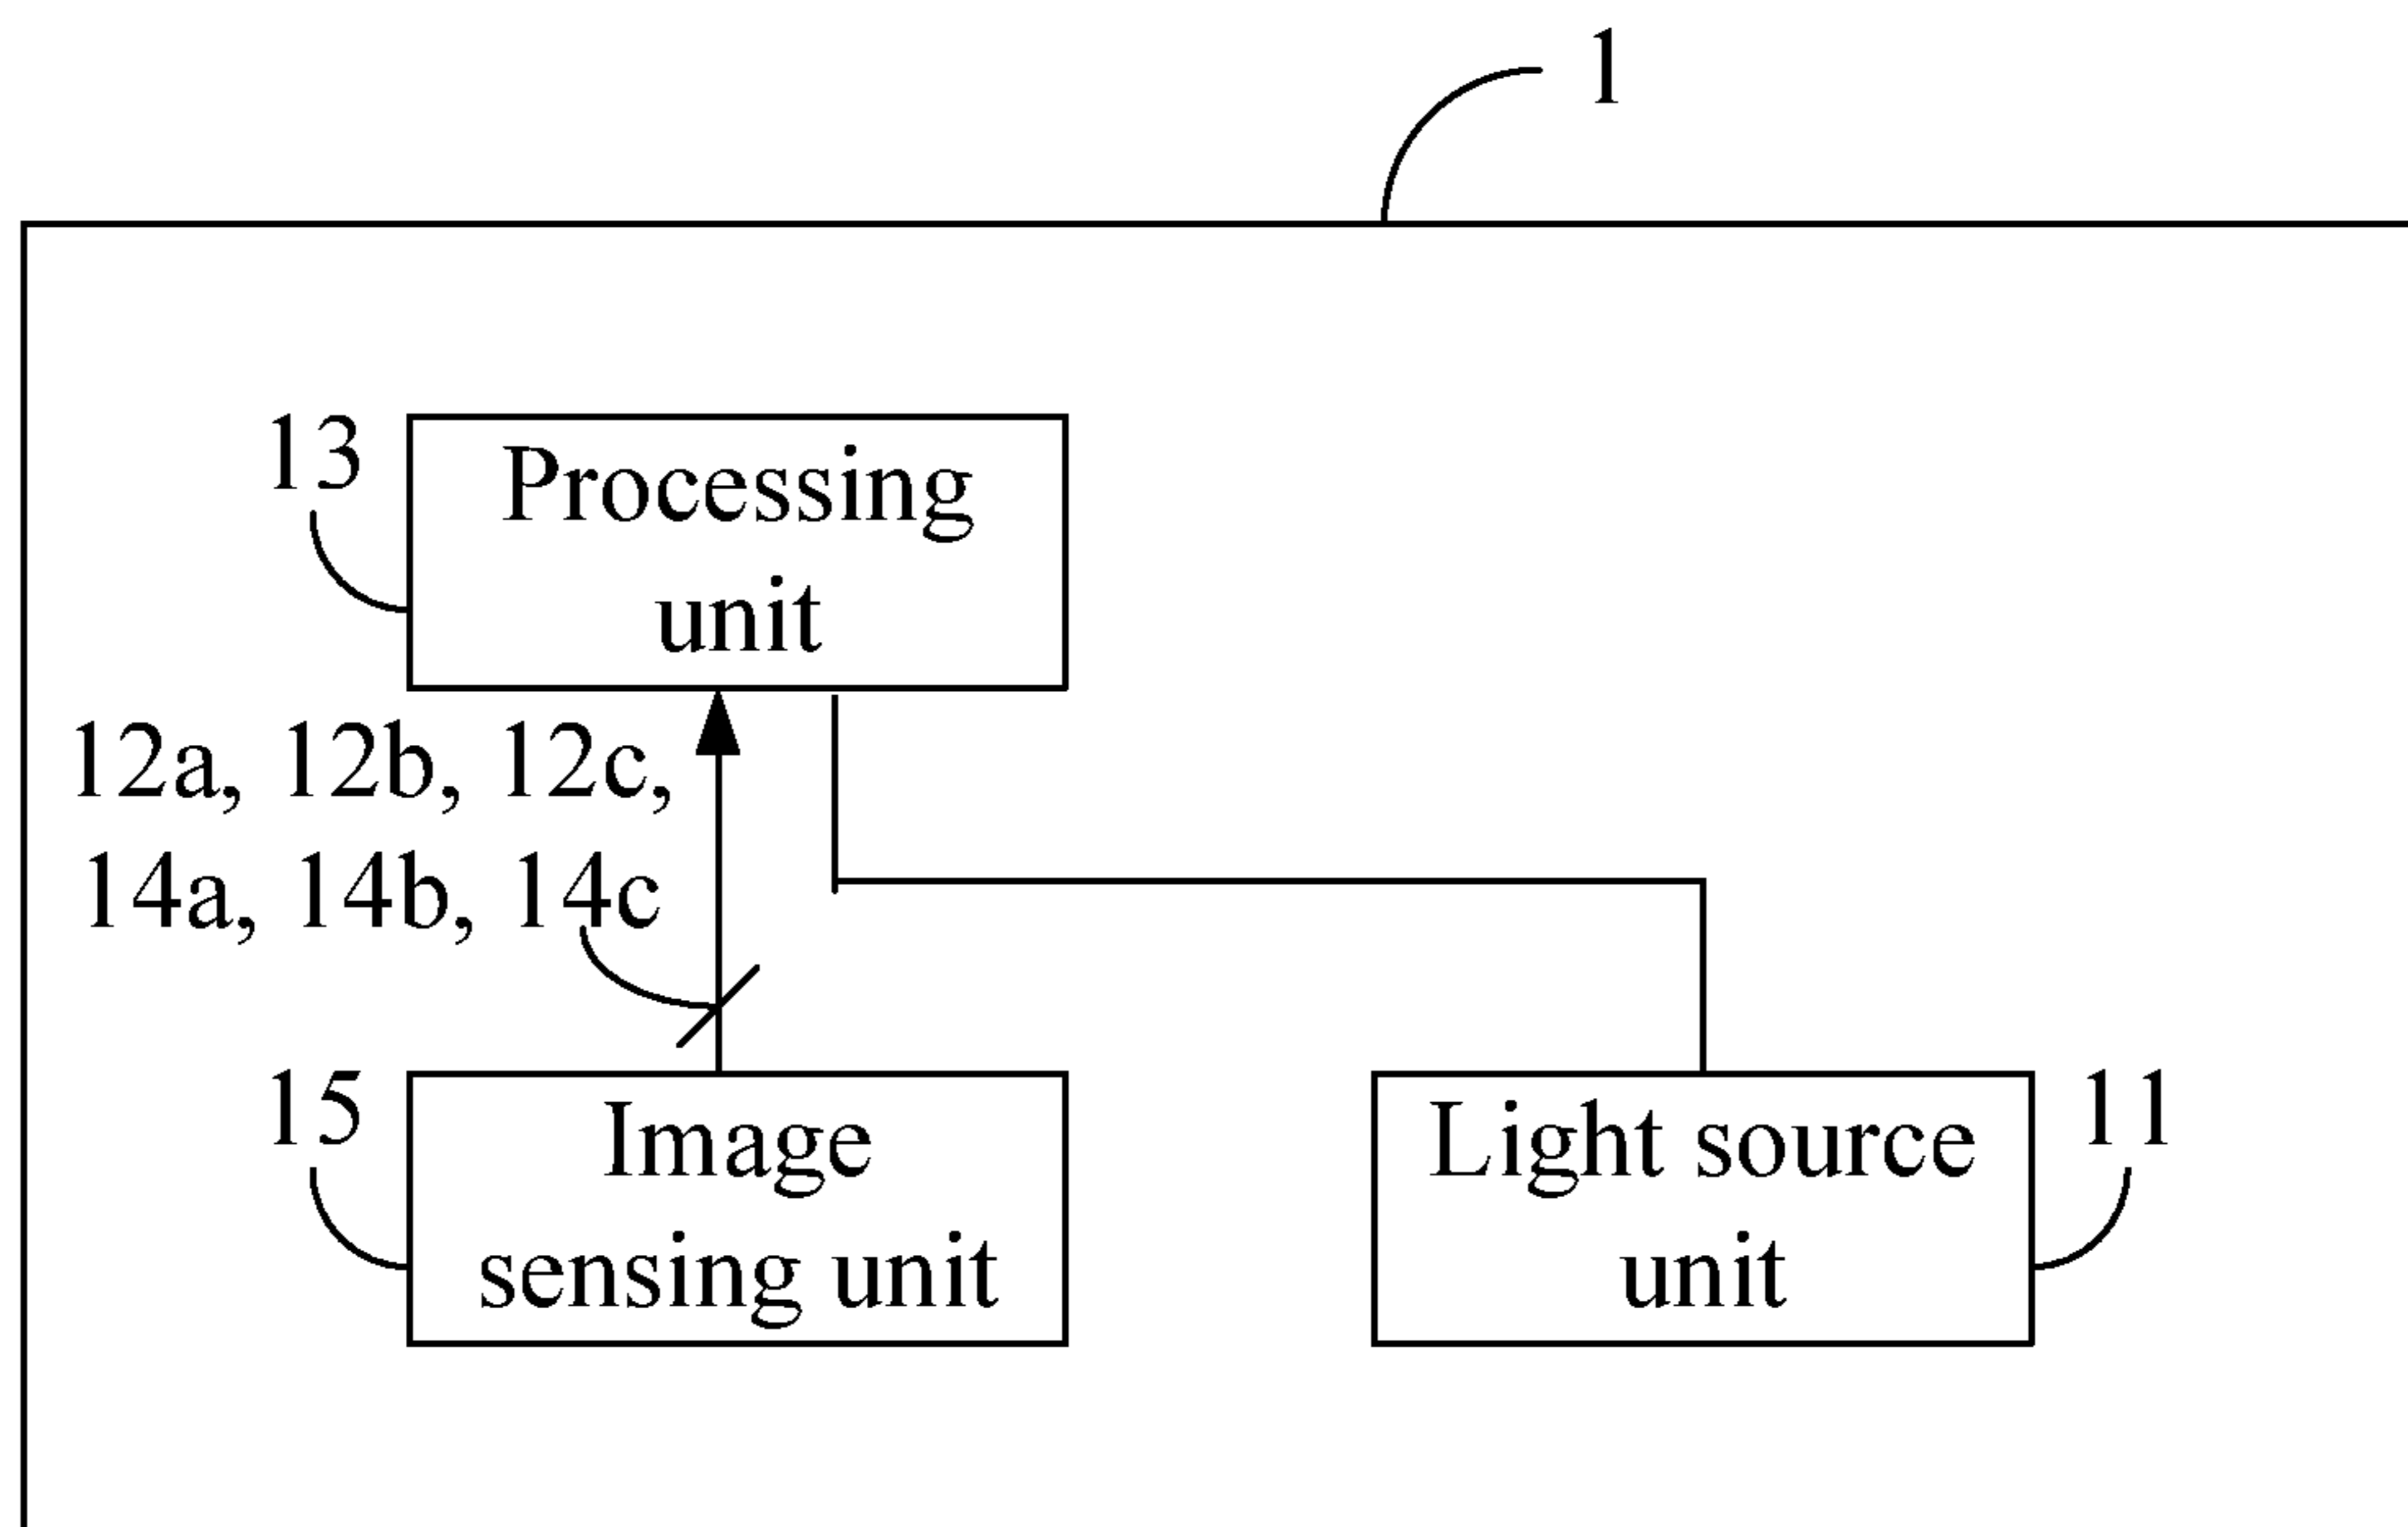 1
13
Processing
unit
12a, 12b, 12c,
14a, 14b, 14c
15
Image
sensing unit
Light source
unit
11